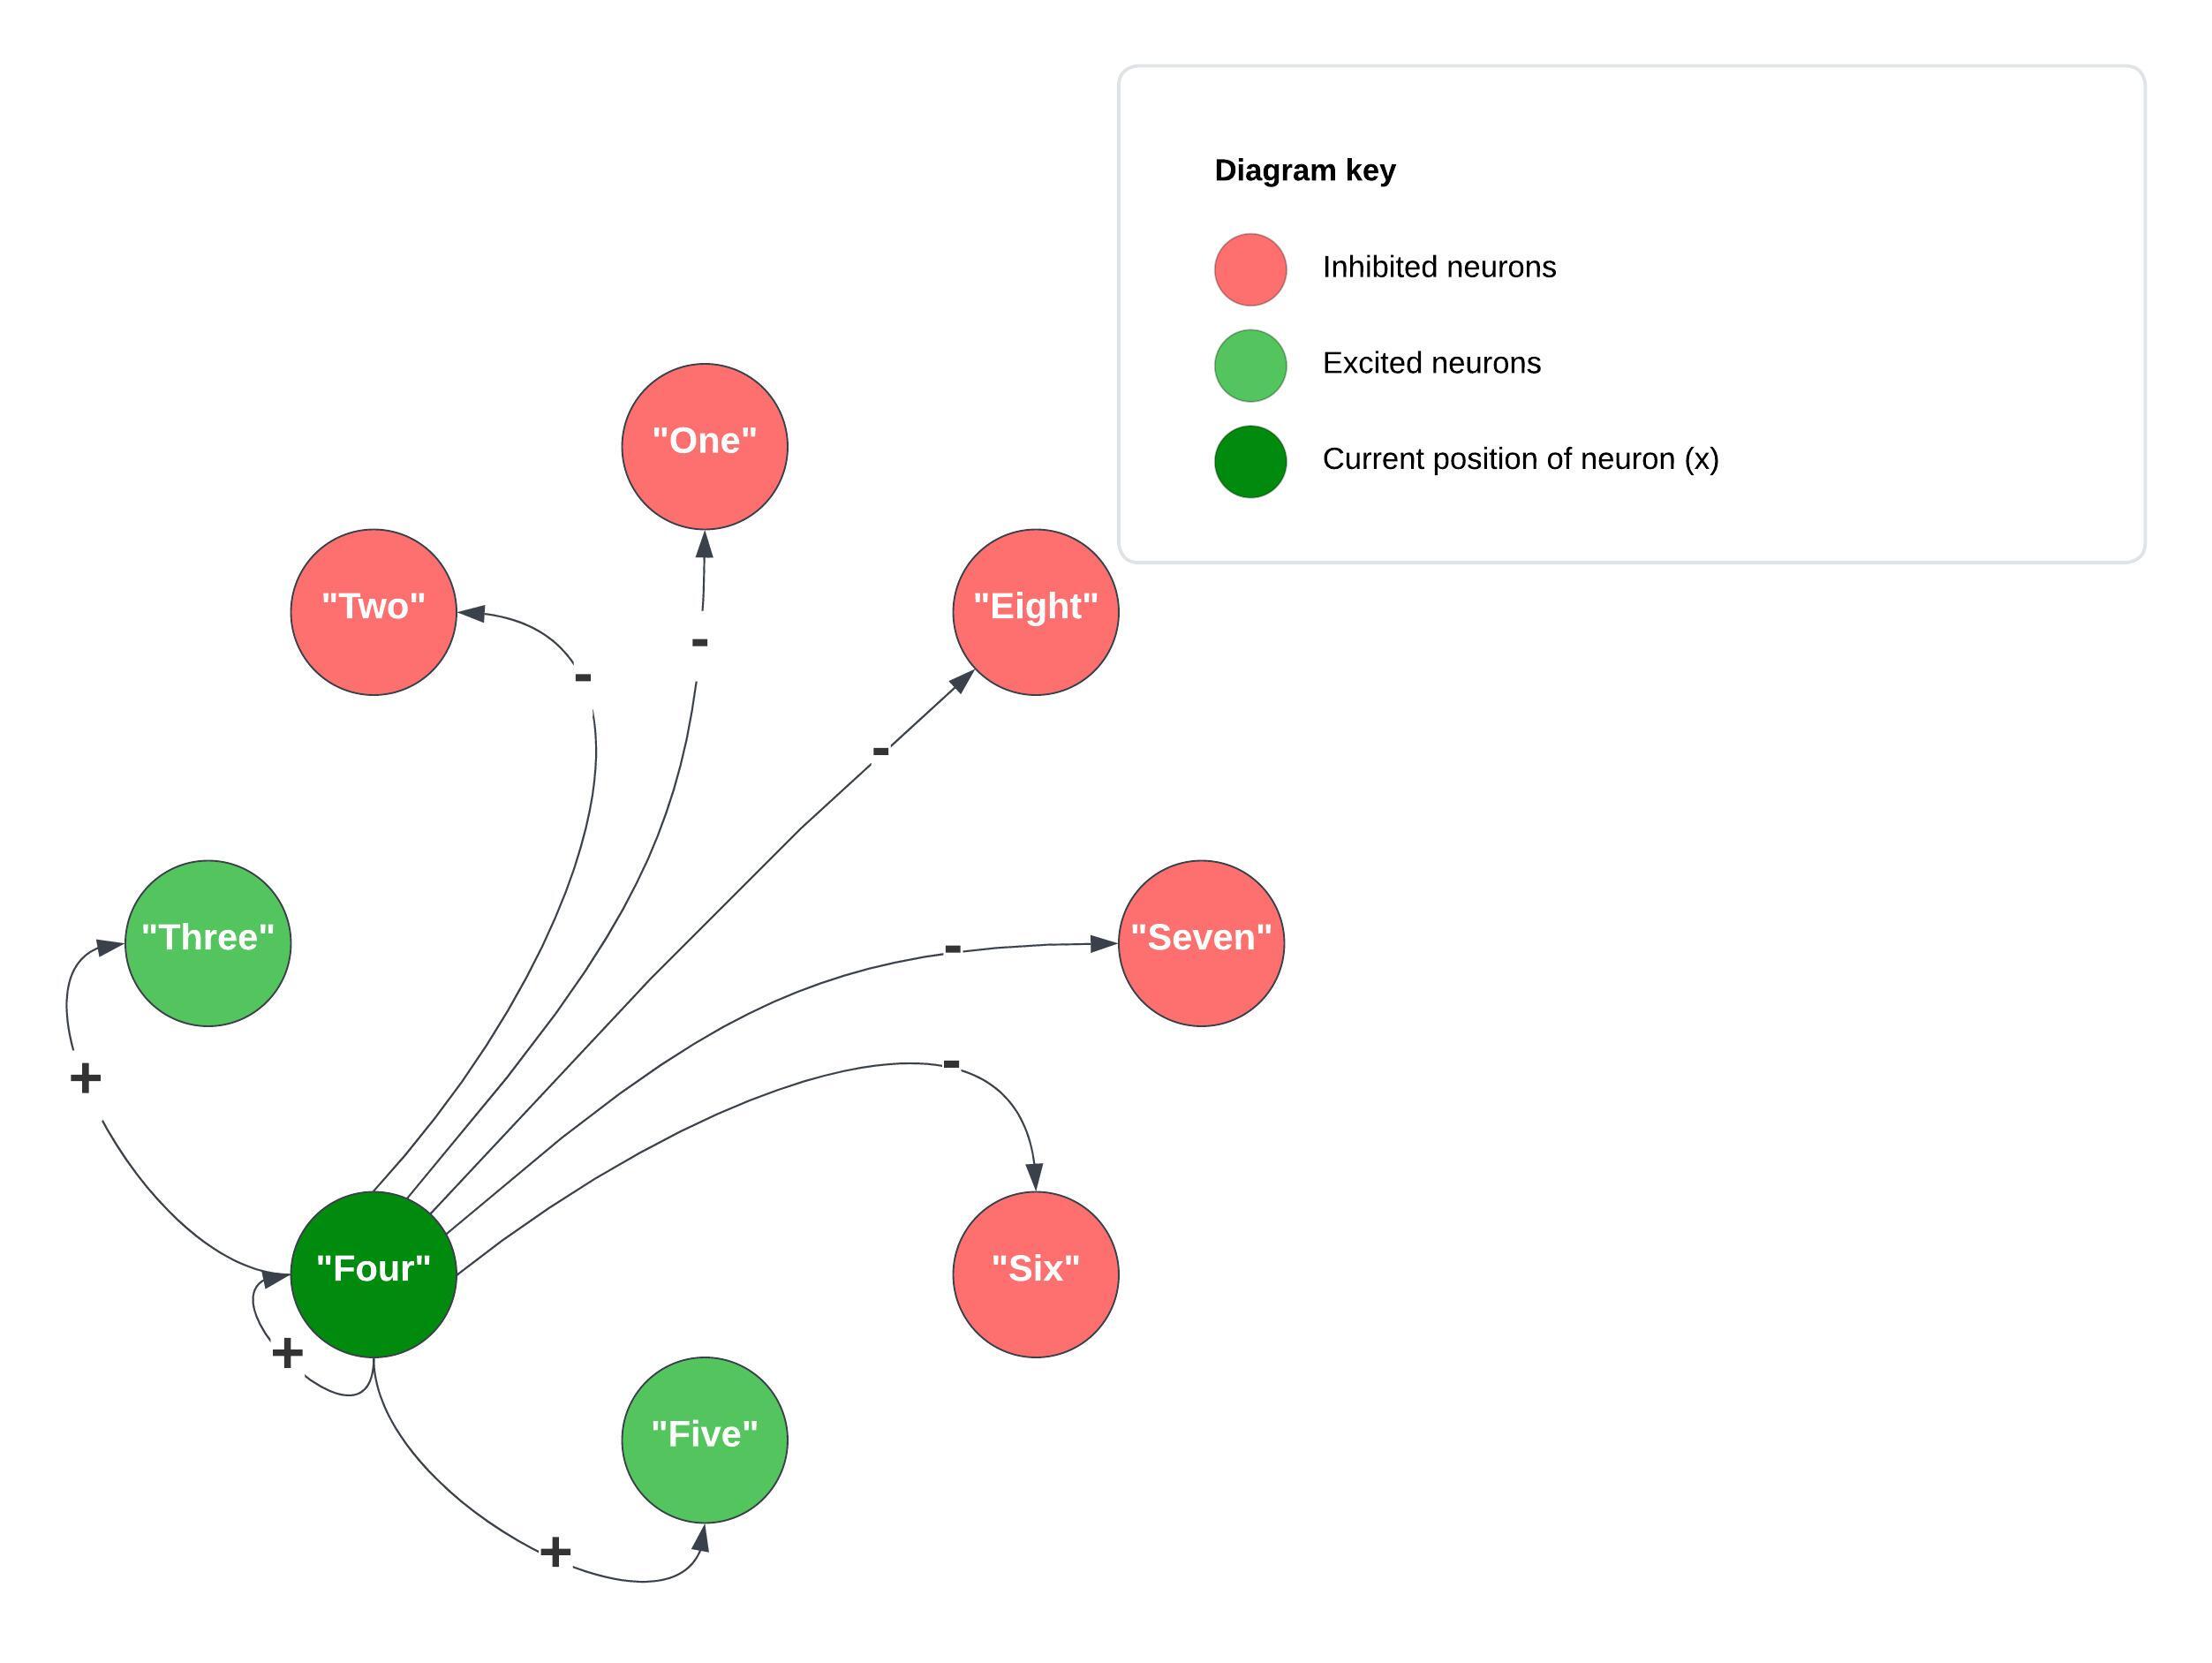 Diagram key
Inhibited neurons
Excited neurons
Current position of neuron (x)
"One"
"Two"
"Eight"
-
-
-
"Three"
"Seven"
-
-
+
"Four"
"Six"
+
"Five"
+